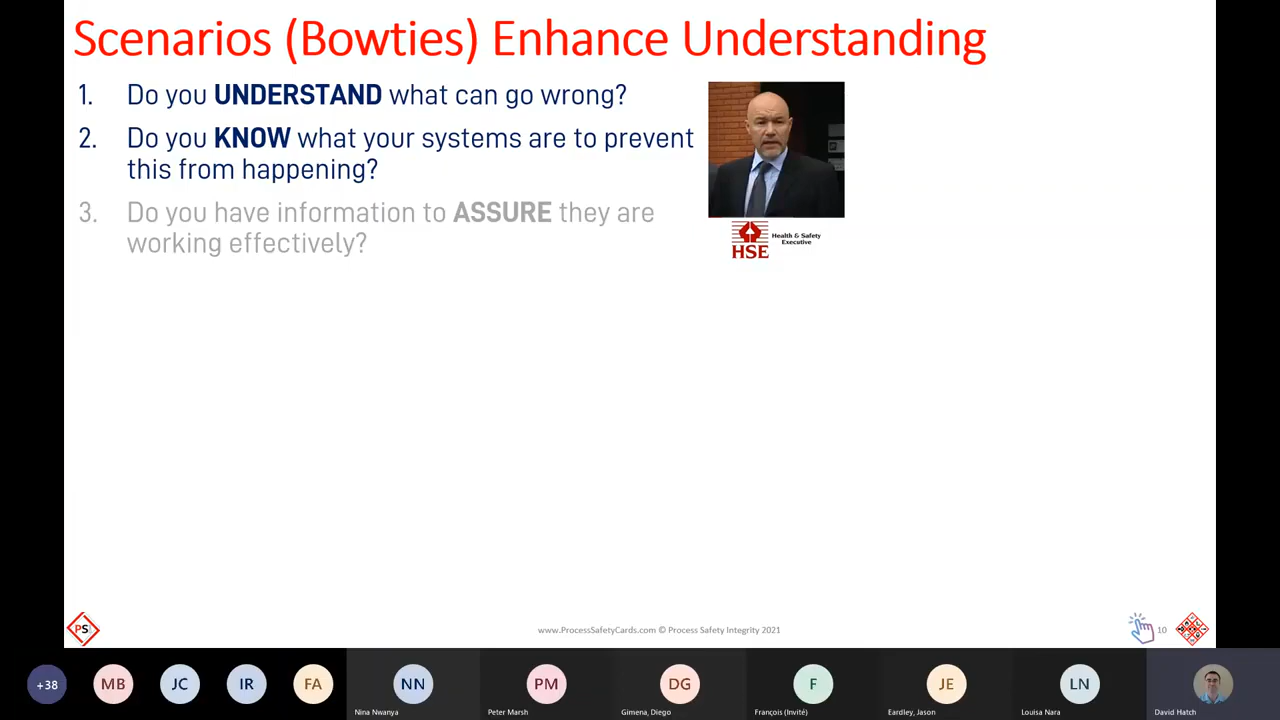 Scenarios (Bowties) Enhance Understanding
1. Do you UNDERSTAND what can go wrong?
2. Do you KNOW what your systems are to prevent
this from happening?
3. Do you have information to ASSURE they are
working effectively?
HSE
Health & Safety
Executive
PS
www.ProcessSafetyCards.com © Process Safety Integrity 2021
10
+38
MB
JC
IR
FA
NN
PM
DG
F
JE
LN
Nina Nwanya
Peter Marsh
Gimena, Diego
François (Invité)
Eardley, Jason
Louisa Nara
David Hatch